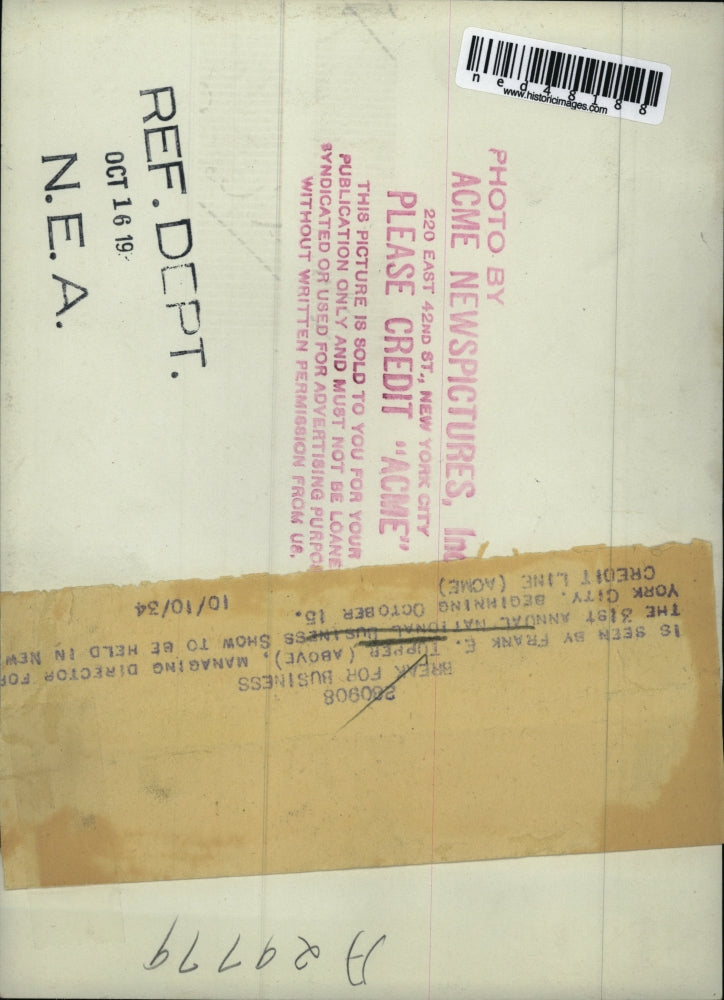 ned48188
www.historicimages.com
REF. DEPT.
OCT 16 19
N.E.A.
PHOTO BY
ACME NEWSPICTURES, Inc
220 EAST 42ND ST., NEW YORK CITY
PLEASE CREDIT "ACME"
THIS PICTURE IS SOLD TO YOU FOR YOUR
PUBLICATION ONLY AND MUST NOT BE LOANE
SYNDICATED OR USED FOR ADVERTISING PURPO
WITHOUT WRITTEN PERMISSION FROM US.
280908
BREAK FOR BUSINESS
IS SEEN BY FRANK E. TUPPER (ABOVE), MANAGING DIRECTOR FOR
THE 31ST ANNUAL NATIONAL BUSINESS SHOW TO BE HELD IN NEW
YORK CITY, BEGINNING OCTOBER 15.
CREDIT LINE (ACME) 10/10/34
A29779